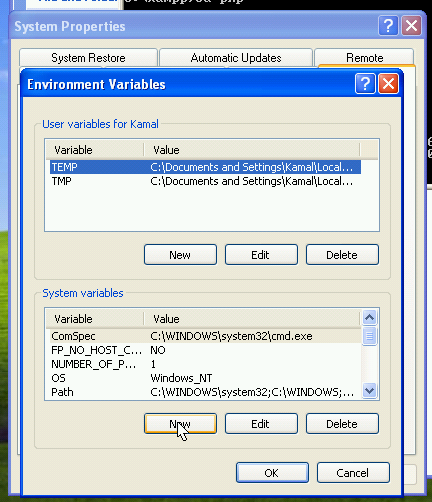 System Properties
System Restore
Automatic Updates
Remote
Environment Variables
User variables for Kamal
Variable Value
TEMP C:\Documents and Settings\Kamal\Local...
TMP C:\Documents and Settings\Kamal\Local...
New Edit Delete
System variables
Variable Value
ComSpec C:\WINDOWS\system32\cmd.exe
FP_NO_HOST_C... NO
NUMBER_OF_P... 1
OS Windows_NT
Path C:\WINDOWS\system32;C:\WINDOWS;...
New Edit Delete
OK Cancel